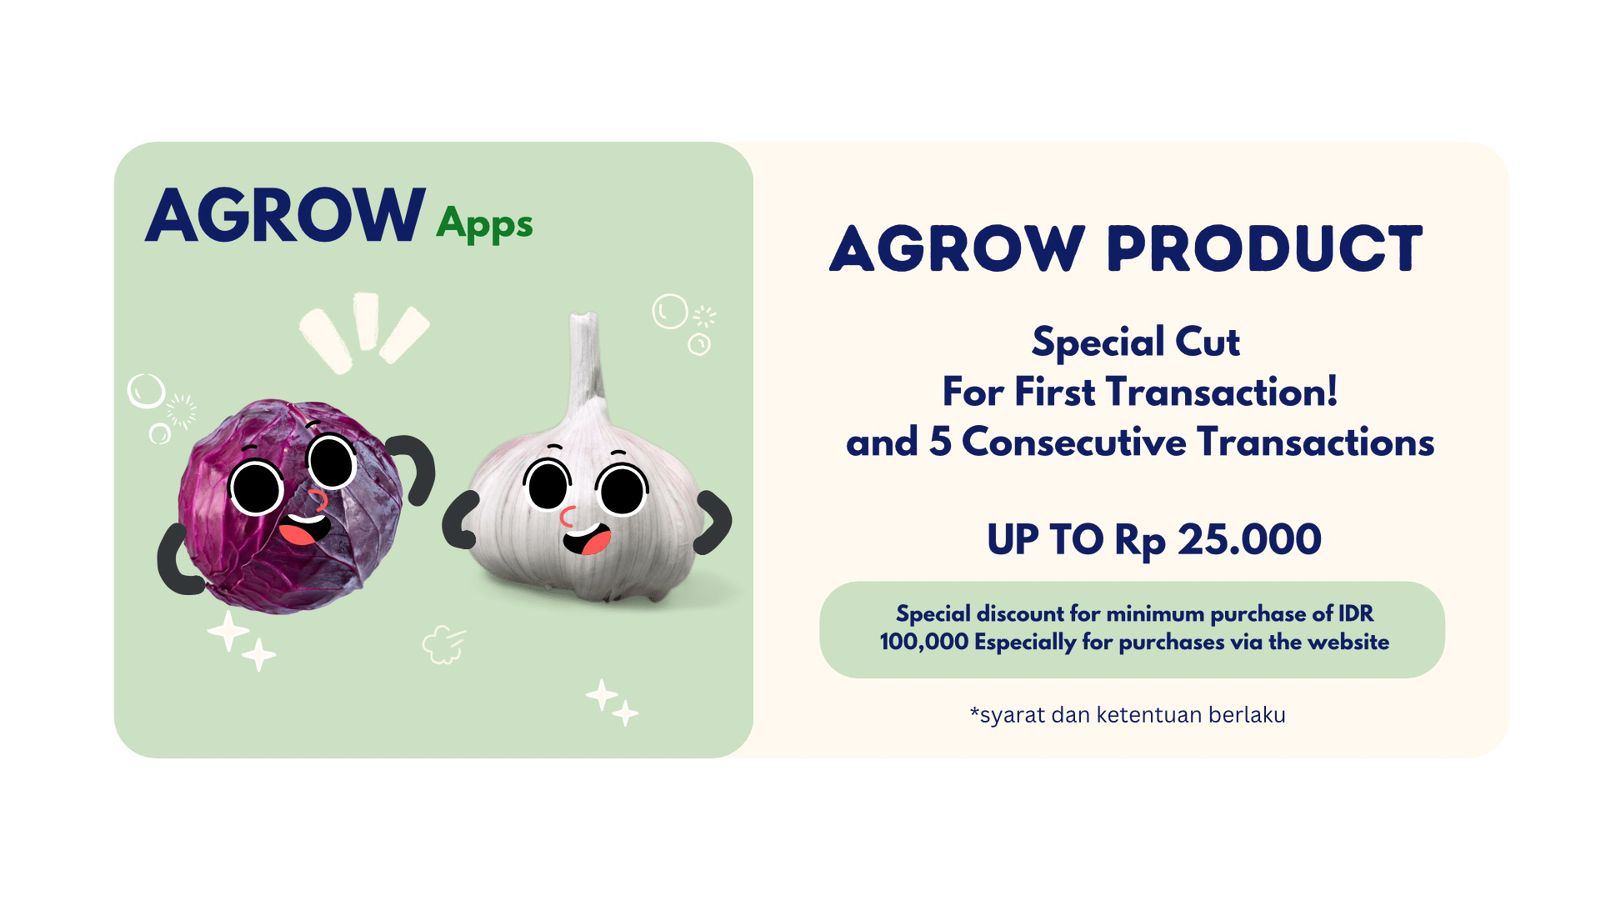 AGROW Apps
AGROW PRODUCT
Special Cut
For First Transaction!
and 5 Consecutive Transactions
UP TO Rp 25.000
Special discount for minimum purchase of IDR
100,000 Especially for purchases via the website
*syarat dan ketentuan berlaku